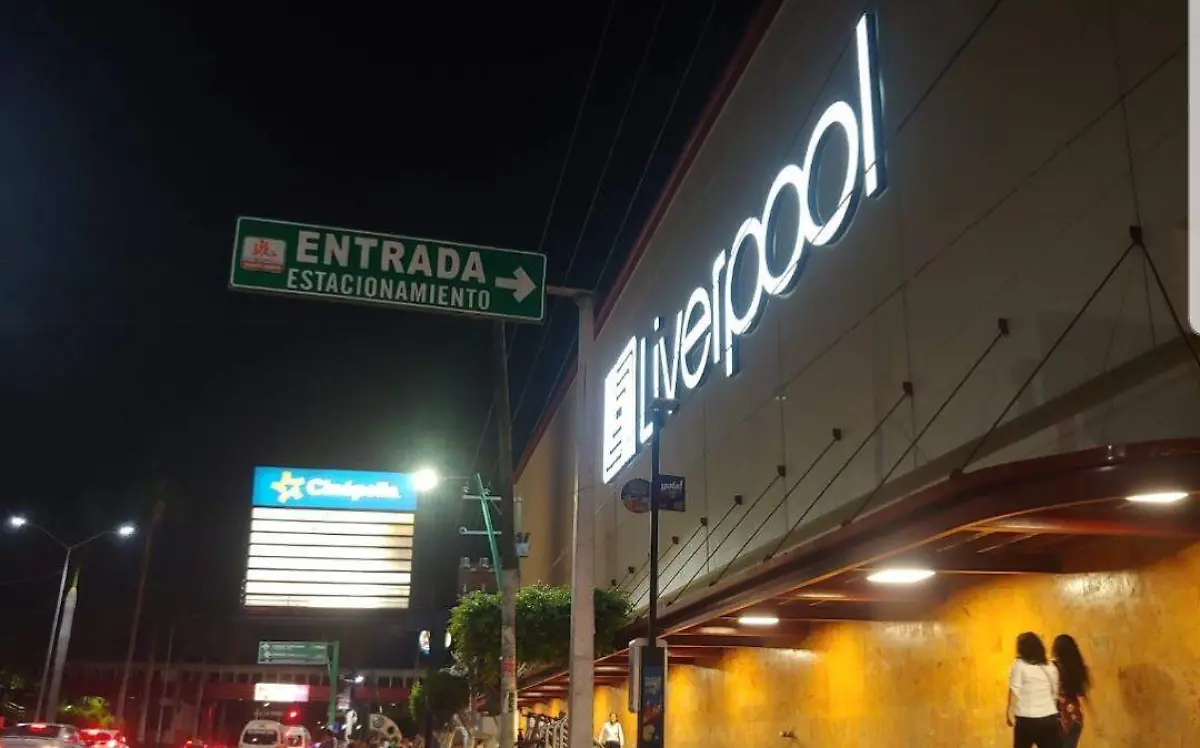 ENTRADA
ESTACIONAMIENTO
Liverpool
Cinépolis